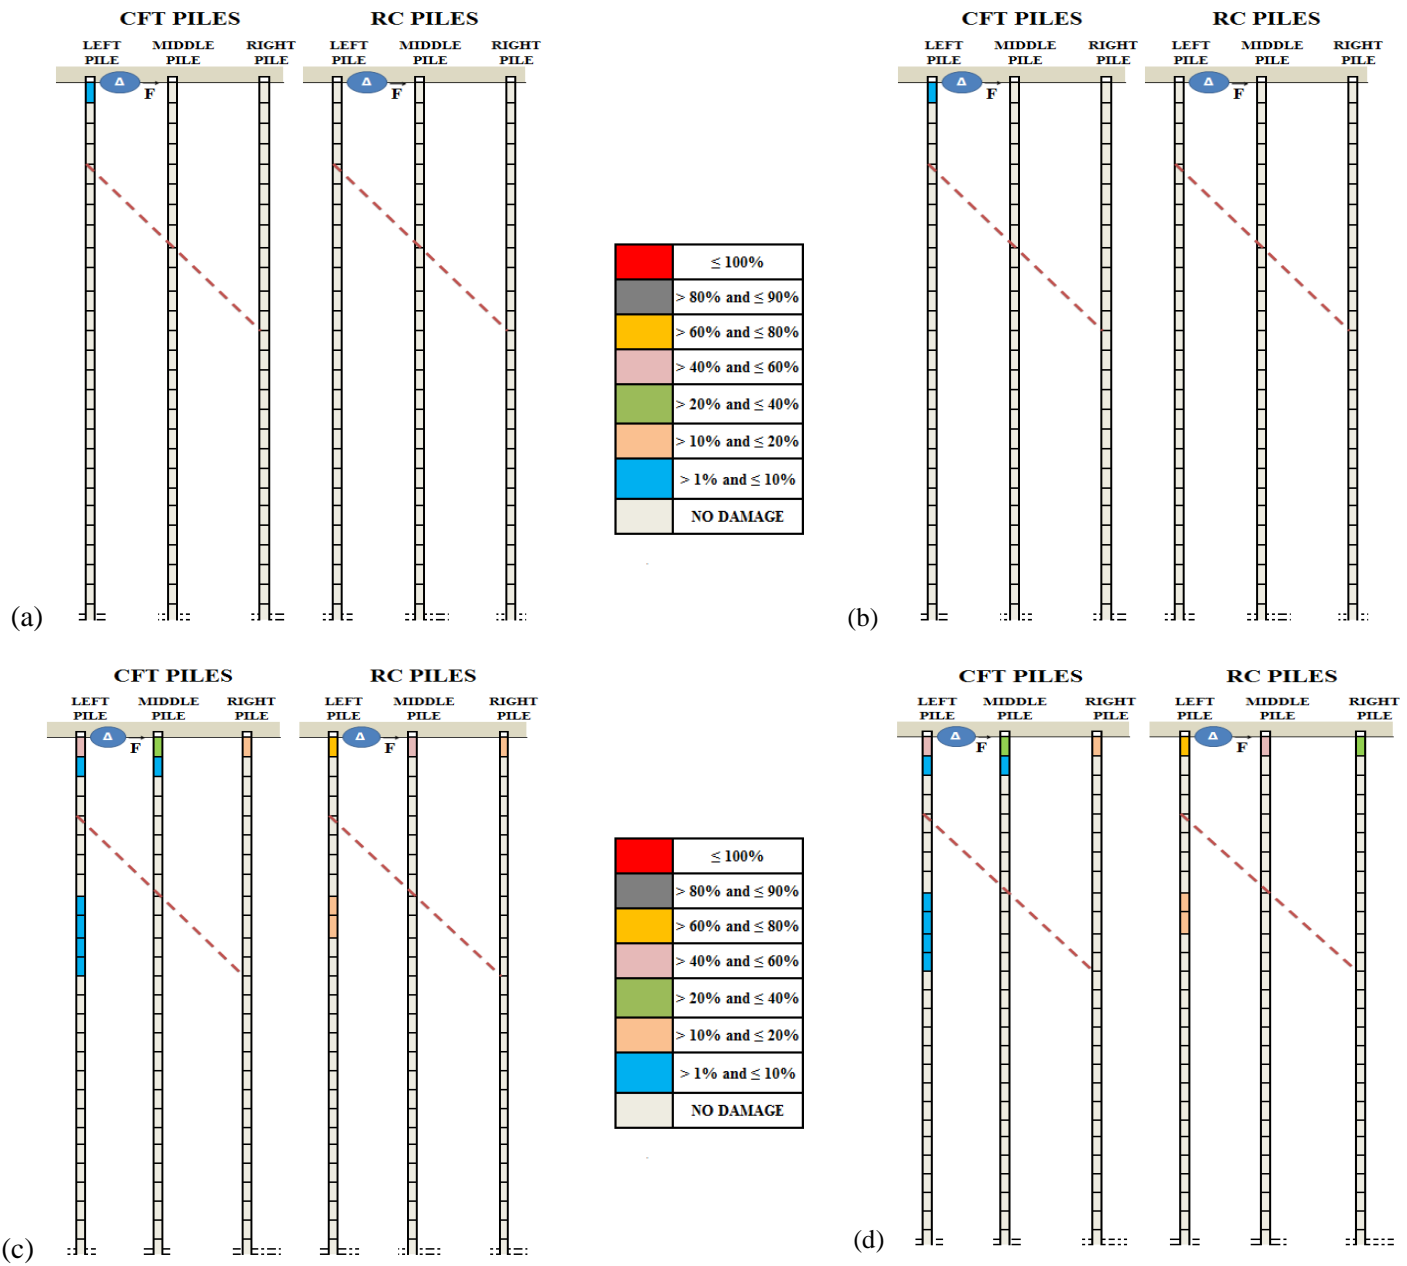 CFT PILES
RC PILES
LEFT PILE
MIDDLE PILE
RIGHT PILE
LEFT PILE
MIDDLE PILE
RIGHT PILE
Δ
F
Δ
F
(a)
CFT PILES
RC PILES
LEFT PILE
MIDDLE PILE
RIGHT PILE
LEFT PILE
MIDDLE PILE
RIGHT PILE
Δ
F
Δ
F
(b)
≤ 100%
> 80% and ≤ 90%
> 60% and ≤ 80%
> 40% and ≤ 60%
> 20% and ≤ 40%
> 10% and ≤ 20%
> 1% and ≤ 10%
NO DAMAGE
CFT PILES
RC PILES
LEFT PILE
MIDDLE PILE
RIGHT PILE
LEFT PILE
MIDDLE PILE
RIGHT PILE
Δ
F
Δ
F
(c)
CFT PILES
RC PILES
LEFT PILE
MIDDLE PILE
RIGHT PILE
LEFT PILE
MIDDLE PILE
RIGHT PILE
Δ
F
Δ
F
(d)
≤ 100%
> 80% and ≤ 90%
> 60% and ≤ 80%
> 40% and ≤ 60%
> 20% and ≤ 40%
> 10% and ≤ 20%
> 1% and ≤ 10%
NO DAMAGE